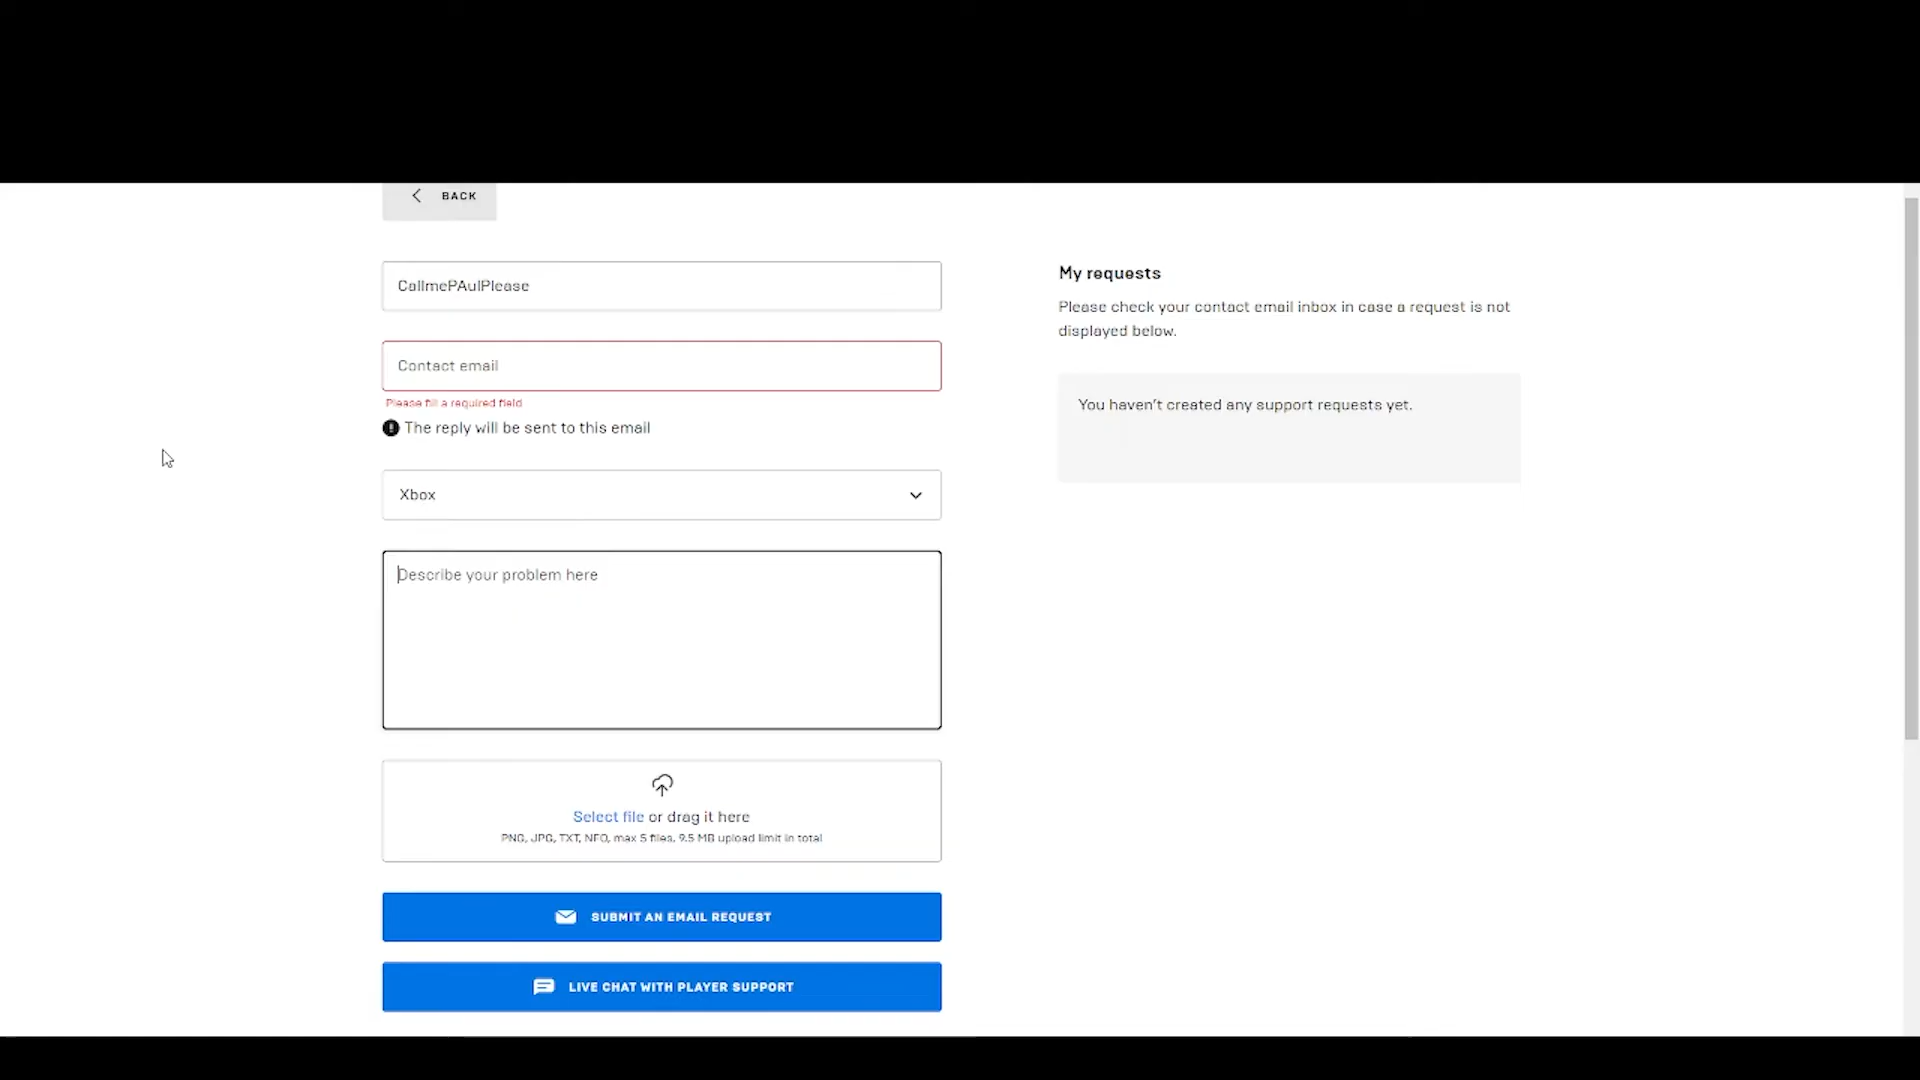 BACK
CallmePAulPlease
Contact email
Please fill a required field
The reply will be sent to this email
Xbox
Describe your problem here
Select file or drag it here
PNG, JPG, TXT, NFO, max 5 files, 9.5 MB upload limit in total
SUBMIT AN EMAIL REQUEST
LIVE CHAT WITH PLAYER SUPPORT
My requests
Please check your contact email inbox in case a request is not
displayed below.
You haven't created any support requests yet.